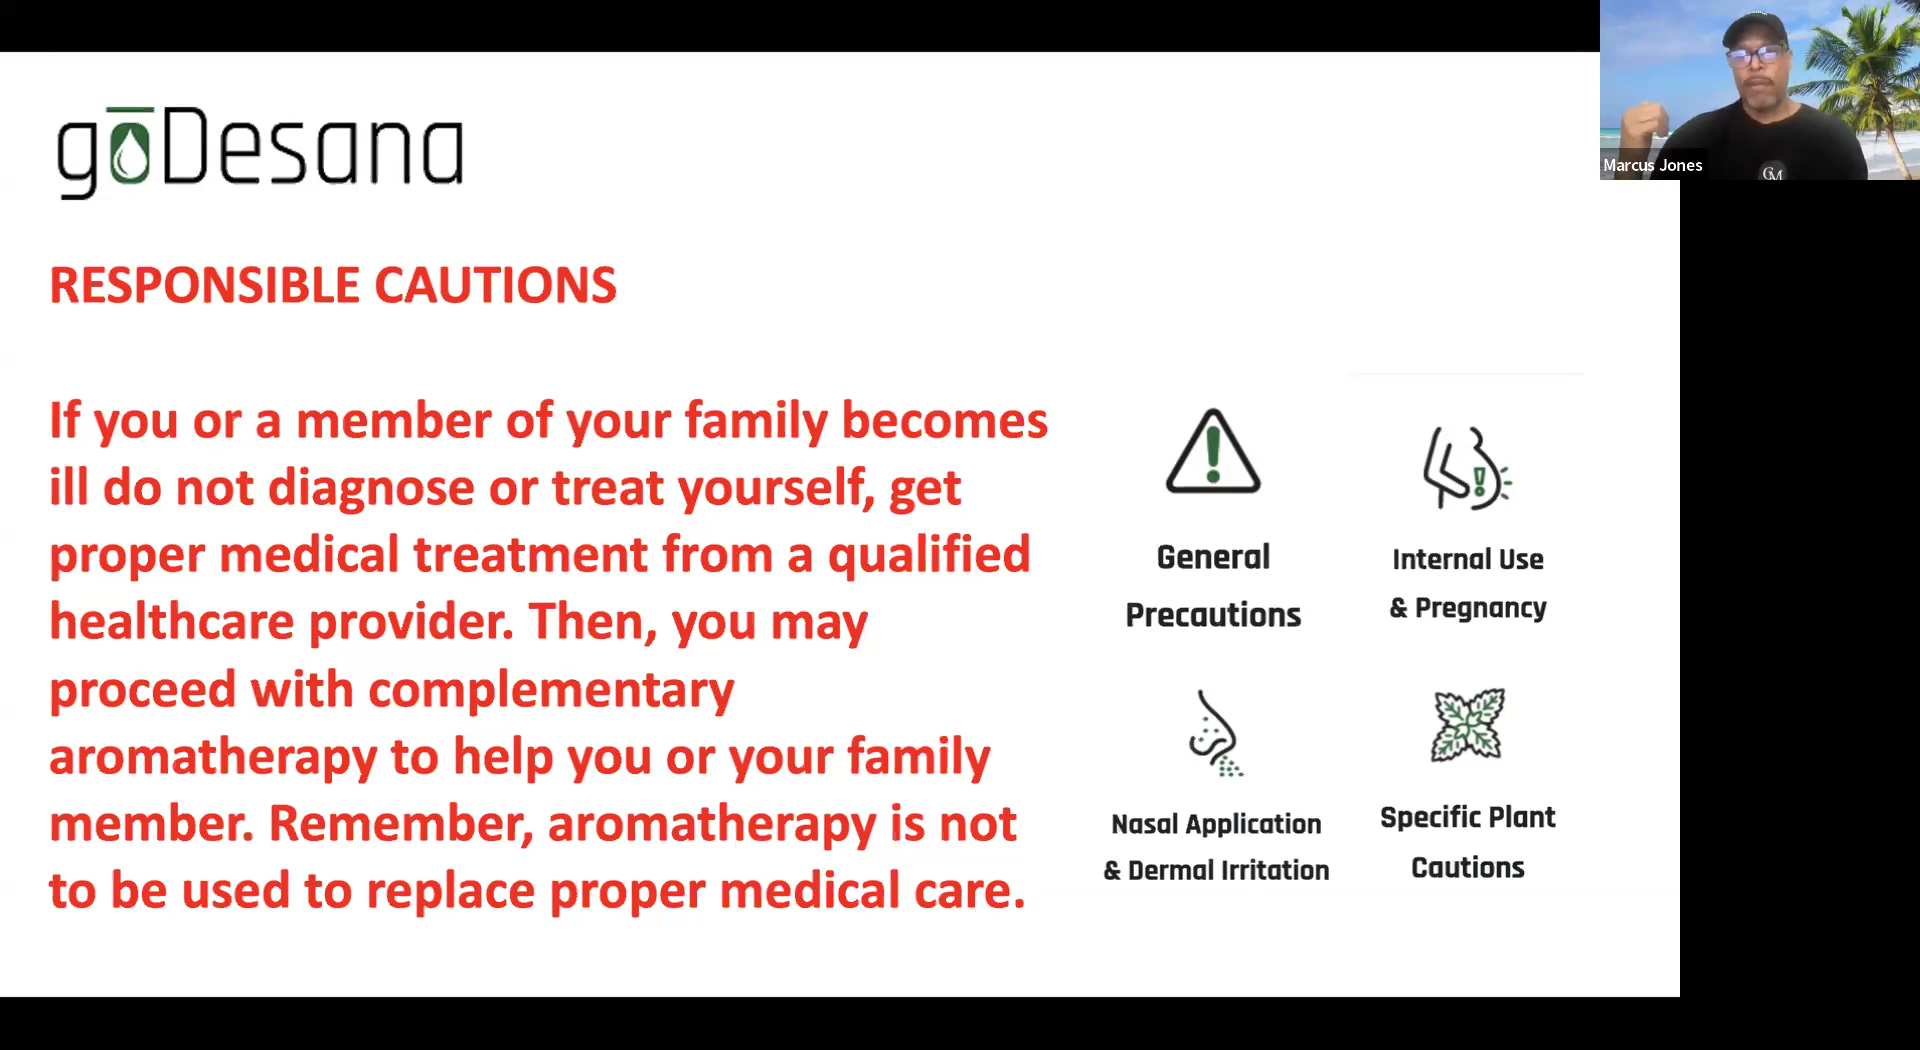 gōDesana
Marcus Jones
GM
RESPONSIBLE CAUTIONS
If you or a member of your family becomes
ill do not diagnose or treat yourself, get
proper medical treatment from a qualified
healthcare provider. Then, you may
proceed with complementary
aromatherapy to help you or your family
member. Remember, aromatherapy is not
to be used to replace proper medical care.
General
Precautions
Internal Use
& Pregnancy
Nasal Application
& Dermal Irritation
Specific Plant
Cautions